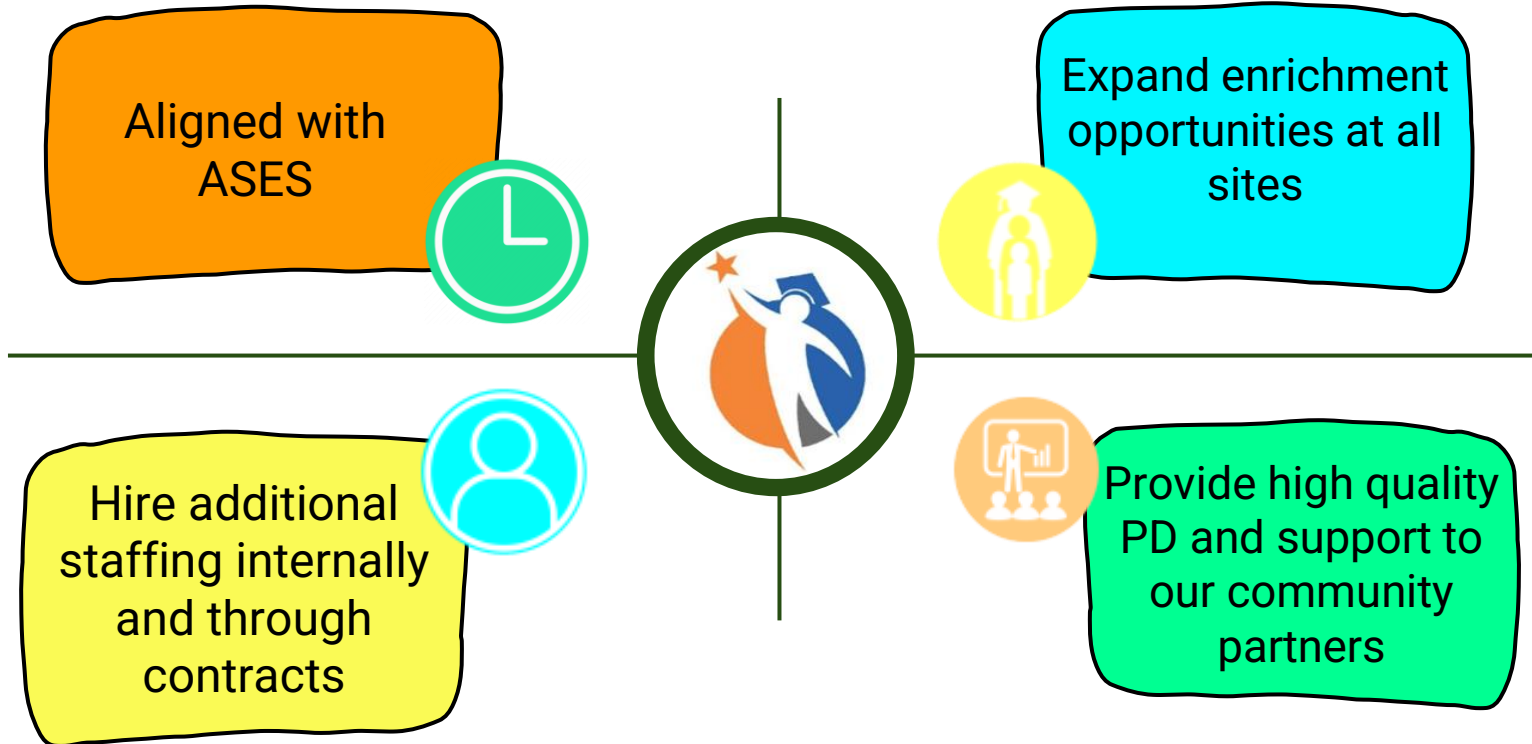 Aligned with
ASES
Expand enrichment
opportunities at all
sites
Hire additional
staffing internally
and through
contracts
Provide high quality
PD and support to
our community
partners